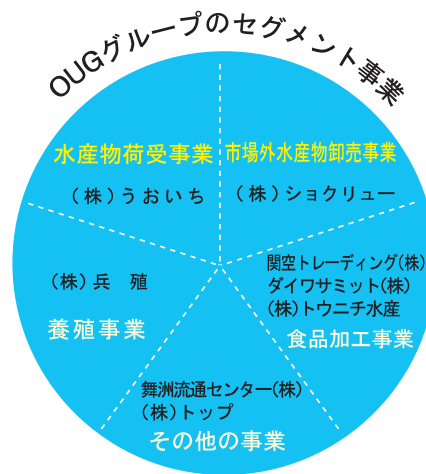 OUGグループのセグメント事業
水産物荷受事業
(株)うおいち
市場外水産物卸売事業
(株)ショクリュー
関空トレーディング(株)
ダイワサミット(株)
(株)トウニチ水産
食品加工事業
舞洲流通センター(株)
(株)トップ
その他の事業
(株)兵 殖
養殖事業